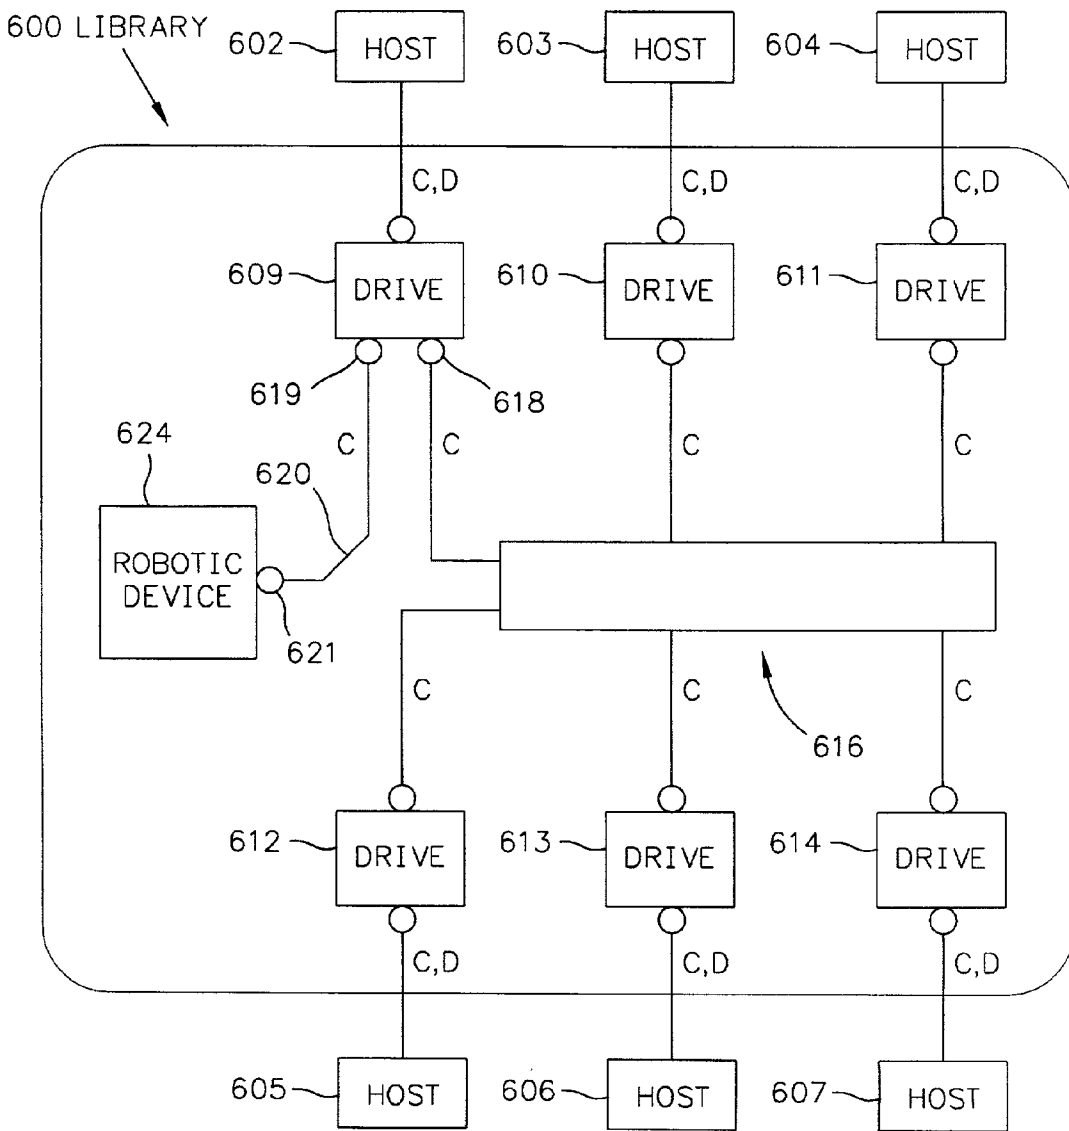 600 LIBRARY
602 HOST
603 HOST
604 HOST
C,D
C,D
C,D
609 DRIVE
610 DRIVE
611 DRIVE
619
618
C
C
C
C
624
620
ROBOTIC
DEVICE
621
C
C
C
616
612 DRIVE
613 DRIVE
614 DRIVE
C,D
C,D
C,D
605 HOST
606 HOST
607 HOST